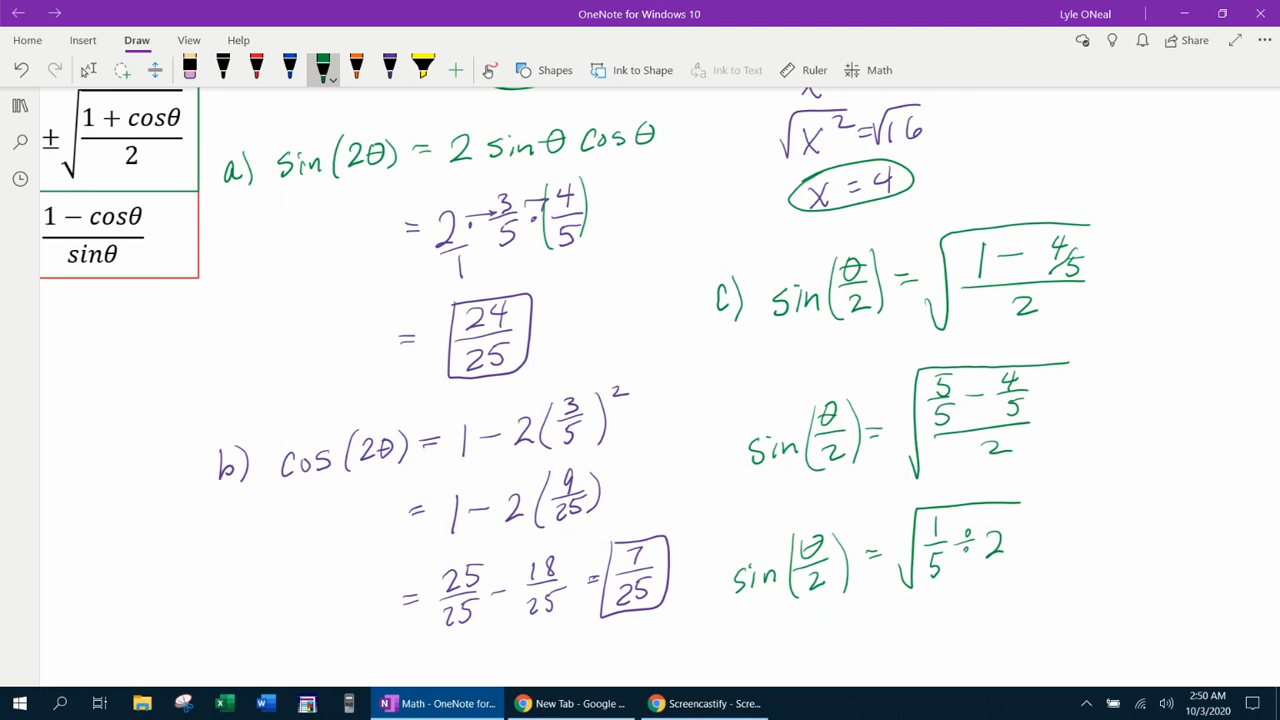 OneNote for Windows 10
Lyle ONeal
Home Insert Draw View Help
Share
Shapes Ink to Shape Ink to Text Ruler Math
± √((1 + cosθ)/2)
(1 − cosθ)/sinθ
a) sin(2θ) = 2 sinθ cosθ
= 2/1 · 3/5 · (4/5)
= 24/25
b) cos(2θ) = 1 − 2(3/5)²
= 1 − 2(9/25)
= 25/25 − 18/25 = 7/25
√x² = √16
x = 4
c) sin(θ/2) = √((1 − 4/5)/2)
sin(θ/2) = √((5/5 − 4/5)/2)
sin(θ/2) = √(1/5 ÷ 2)
Math - OneNote for...
New Tab - Google ...
Screencastify - Scre...
2:50 AM
10/3/2020